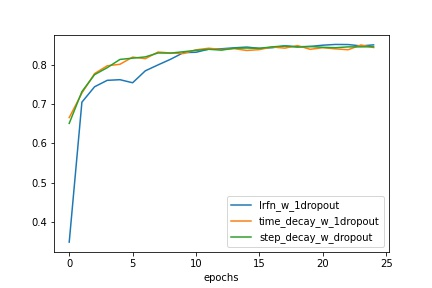 0.8
0.7
0.6
0.5
0.4
lrfn_w_1dropout
time_decay_w_1dropout
step_decay_w_dropout
0 5 10 15 20 25
epochs